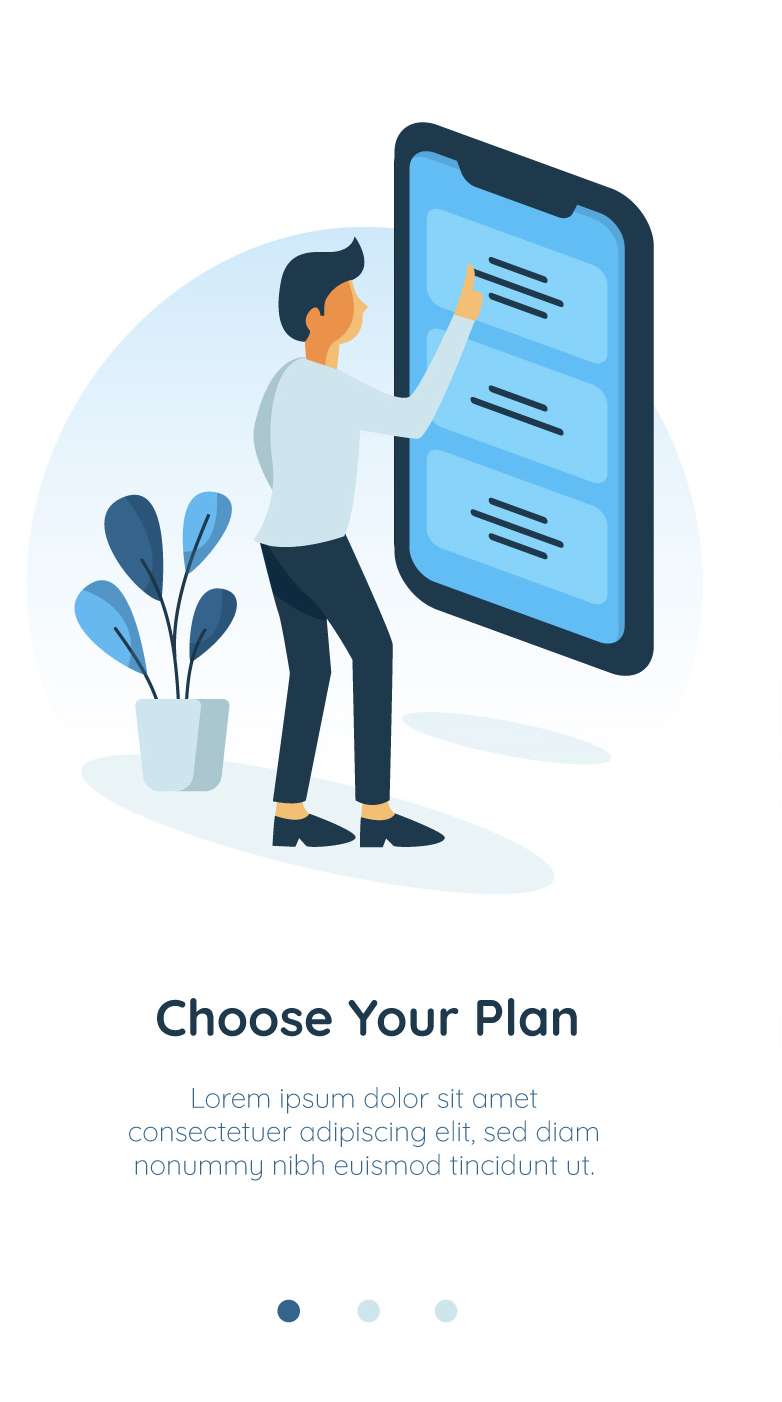 Choose Your Plan
Lorem ipsum dolor sit amet
consectetuer adipiscing elit, sed diam
nonummy nibh euismod tincidunt ut.